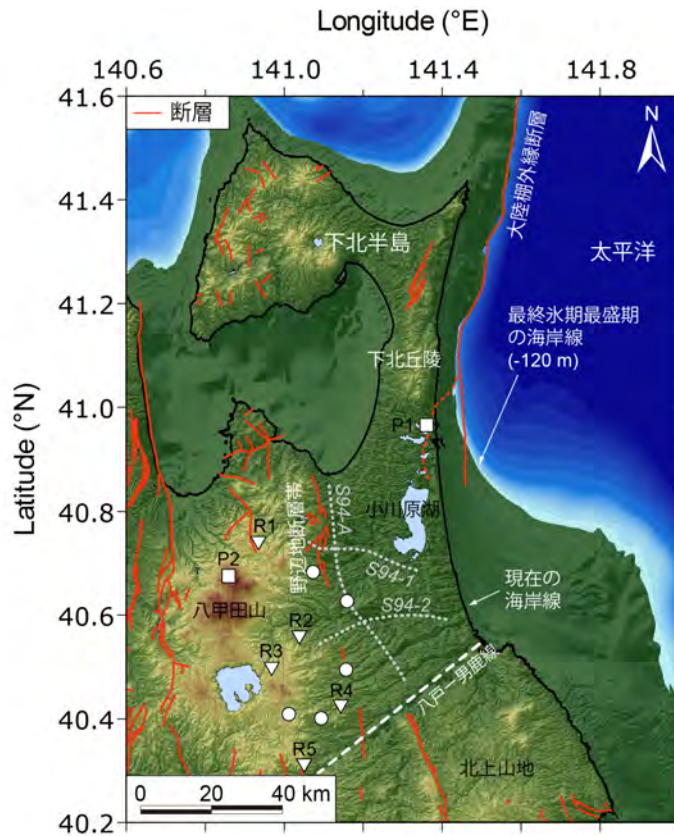 Longitude (°E)
140.6 141.0 141.4 141.8
41.6
41.4
41.2
41.0
40.8
40.6
40.4
40.2
Latitude (°N)
断層
N
大陸棚外縁断層
下北半島
太平洋
最終氷期最盛期
の海岸線
(-120 m)
下北丘陵
P1
小川原湖
S94-A
野辺地断層帯
R1
P2
S94-1
八甲田山
現在の
海岸線
S94-2
R2
R3
R4
八戸ー男鹿線
R5
北上山地
0 20 40 km